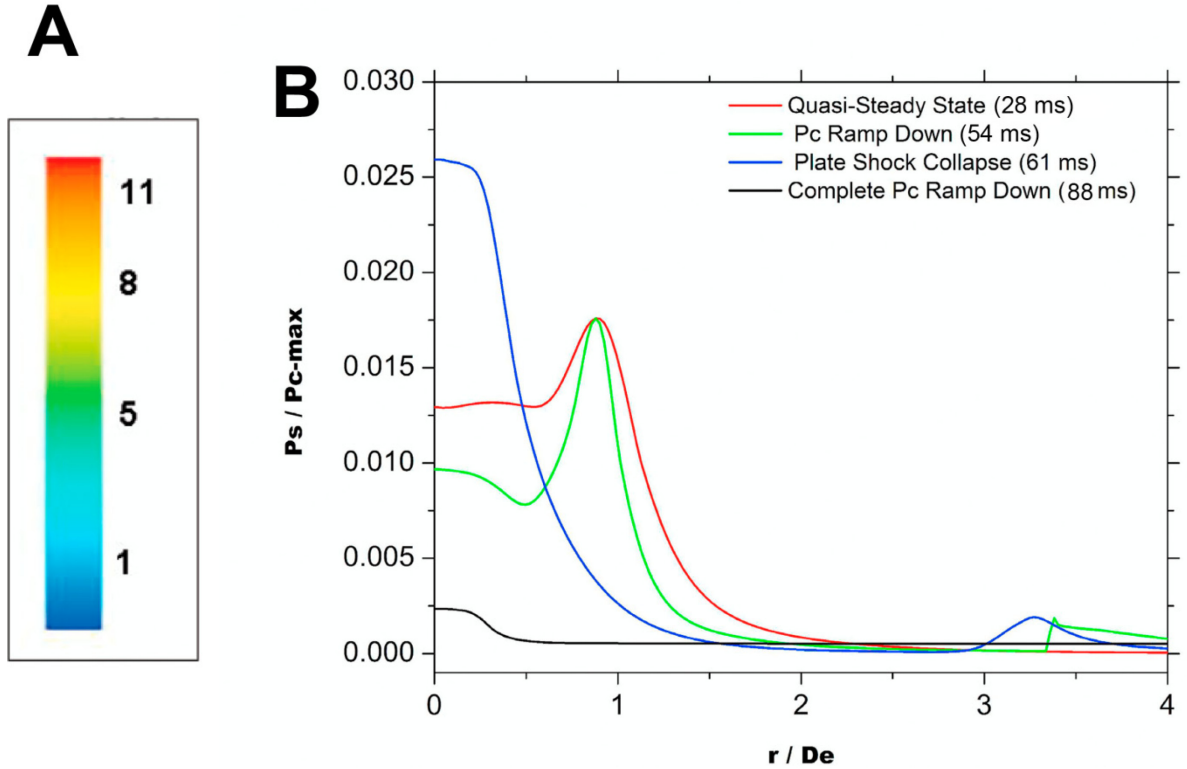 A
11
8
5
1
B
0.030
0.025
0.020
0.015
0.010
0.005
0.000
Ps / Pc-max
Quasi-Steady State (28 ms)
Pc Ramp Down (54 ms)
Plate Shock Collapse (61 ms)
Complete Pc Ramp Down (88 ms)
0 1 2 3 4
r / De